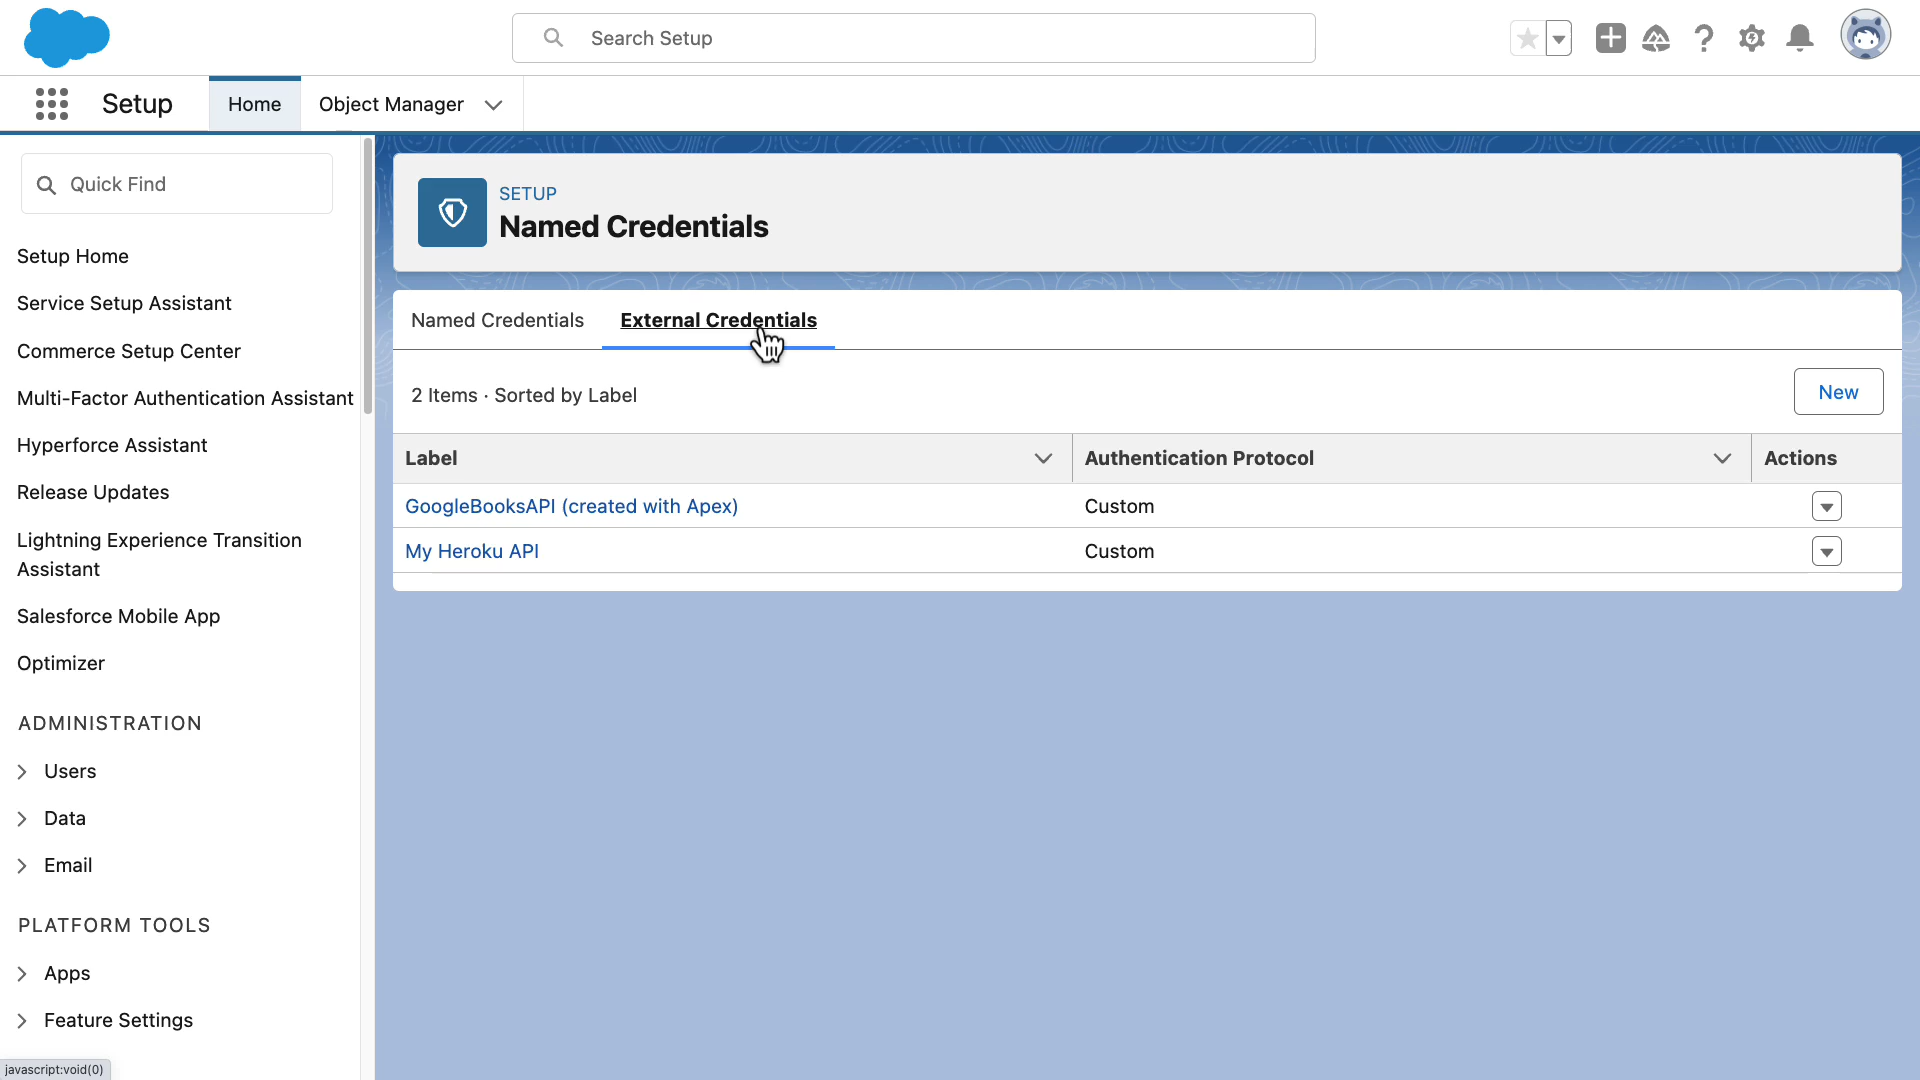 Search Setup
Setup
Home
Object Manager
Quick Find
Setup Home
Service Setup Assistant
Commerce Setup Center
Multi-Factor Authentication Assistant
Hyperforce Assistant
Release Updates
Lightning Experience Transition
Assistant
Salesforce Mobile App
Optimizer
ADMINISTRATION
Users
Data
Email
PLATFORM TOOLS
Apps
Feature Settings
javascript:void(0)
SETUP
Named Credentials
Named Credentials
External Credentials
2 Items · Sorted by Label
New
Label
Authentication Protocol
Actions
GoogleBooksAPI (created with Apex)
Custom
My Heroku API
Custom